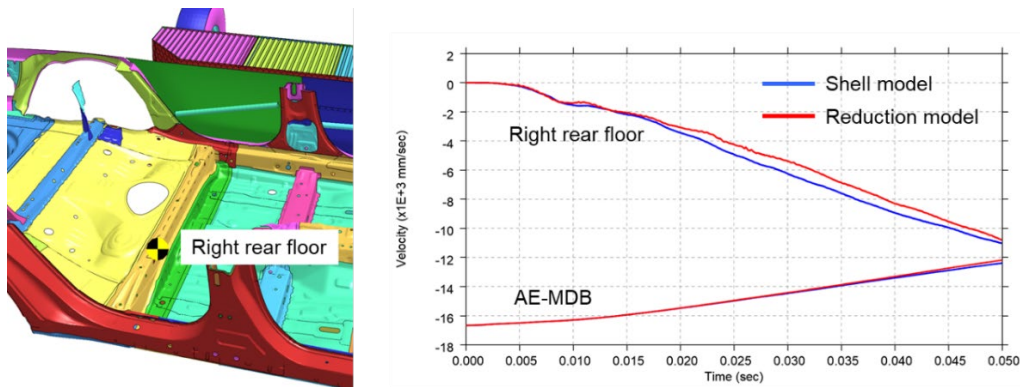 Right rear floor
2
0
-2
-4
-6
-8
-10
-12
-14
-16
-18
Velocity (x1E+3 mm/sec)
Shell model
Reduction model
Right rear floor
AE-MDB
0.000 0.005 0.010 0.015 0.020 0.025 0.030 0.035 0.040 0.045 0.050
Time (sec)